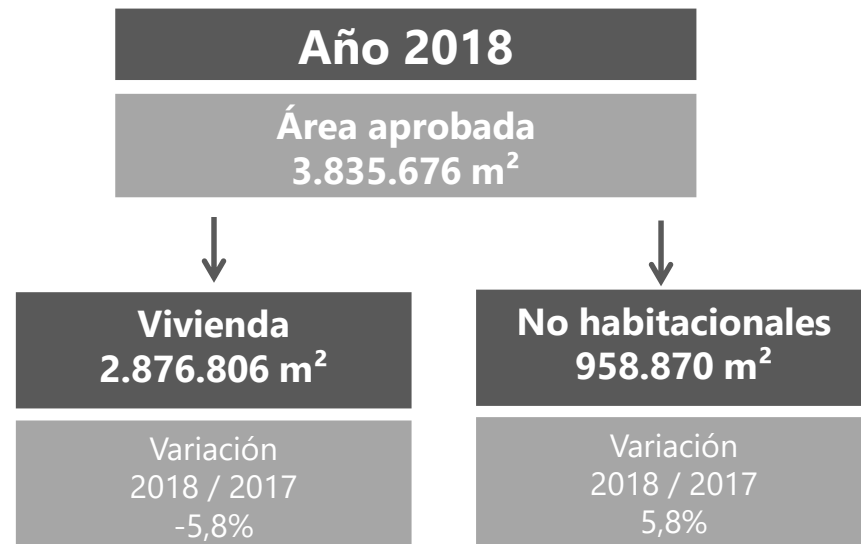 Año 2018
Área aprobada
3.835.676 m²
Vivienda
2.876.806 m²
No habitacionales
958.870 m²
Variación
2018 / 2017
-5,8%
Variación
2018 / 2017
5,8%